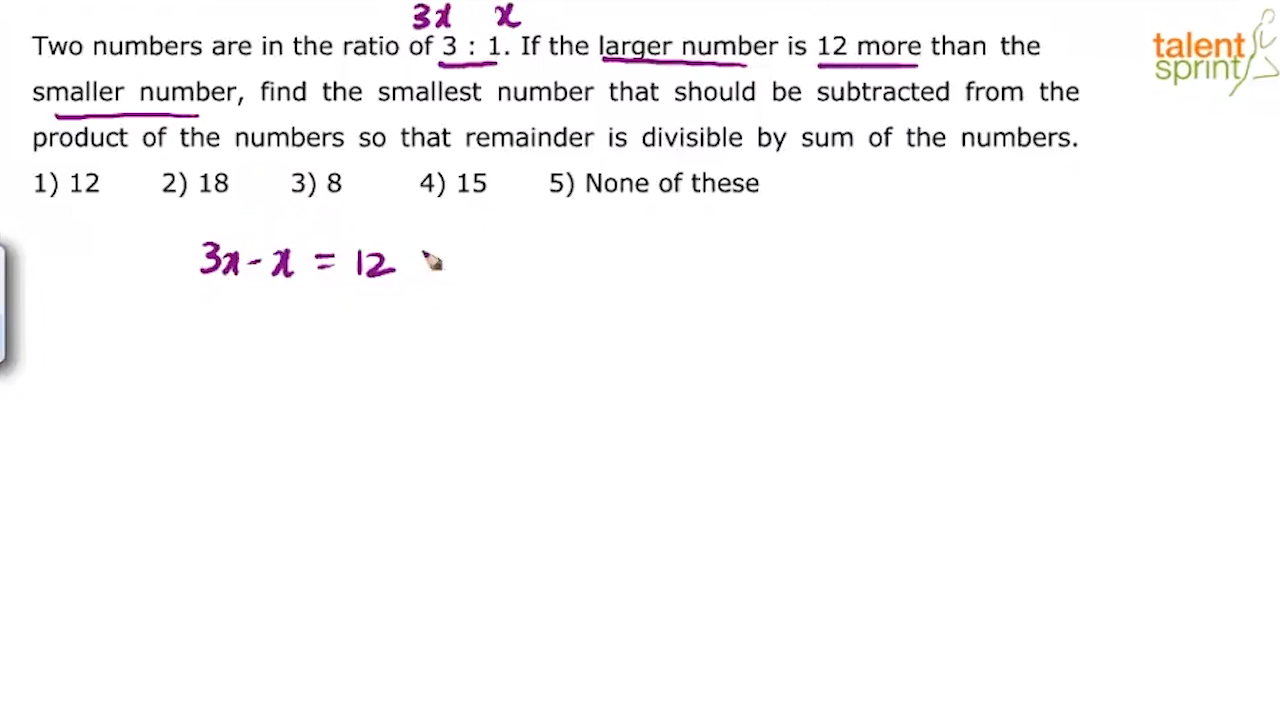 3x x
Two numbers are in the ratio of 3 : 1. If the larger number is 12 more than the
smaller number, find the smallest number that should be subtracted from the
product of the numbers so that remainder is divisible by sum of the numbers.
1) 12 2) 18 3) 8 4) 15 5) None of these
3x - x = 12
talent
sprint